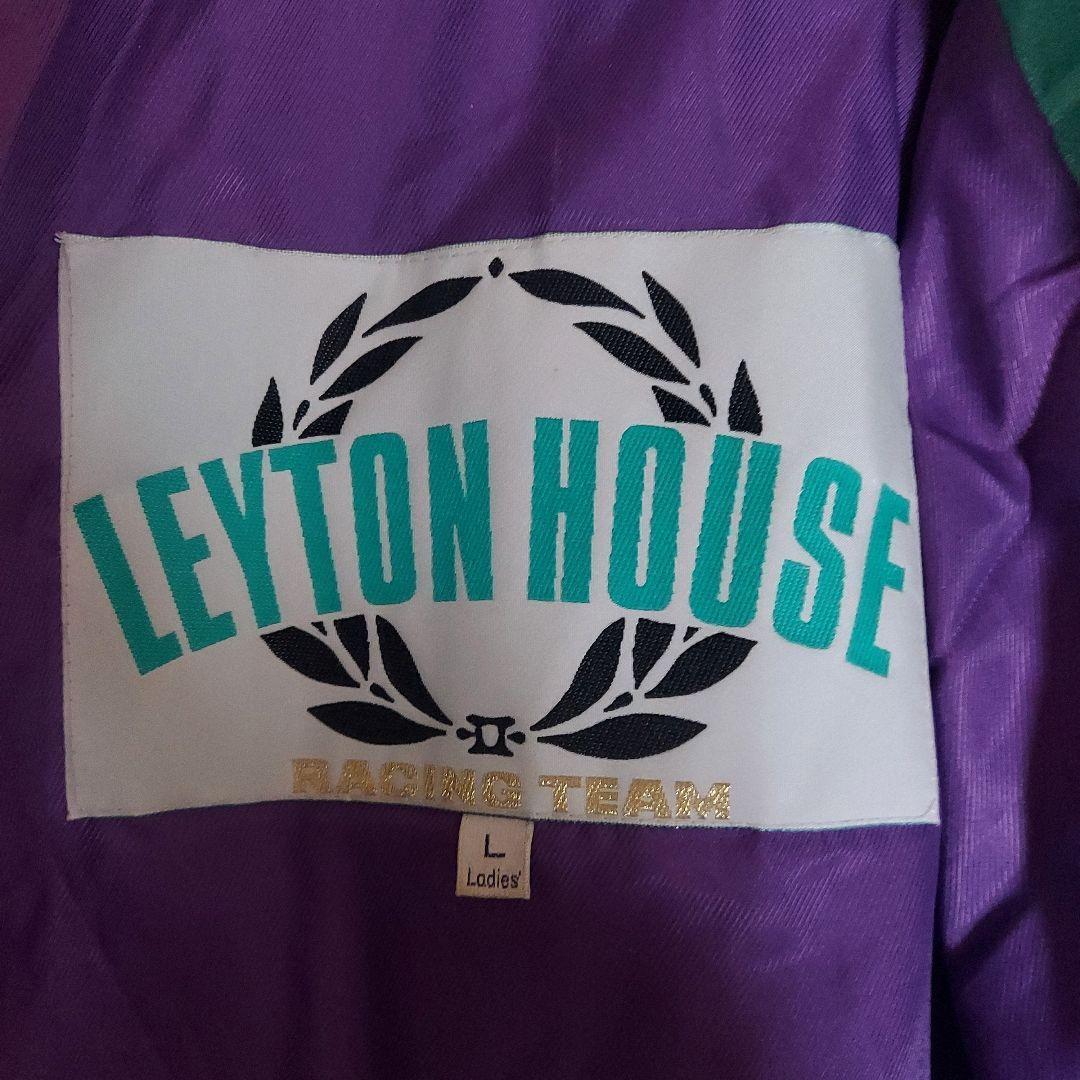 LEYTON HOUSE
RACING TEAM
L
Ladies'